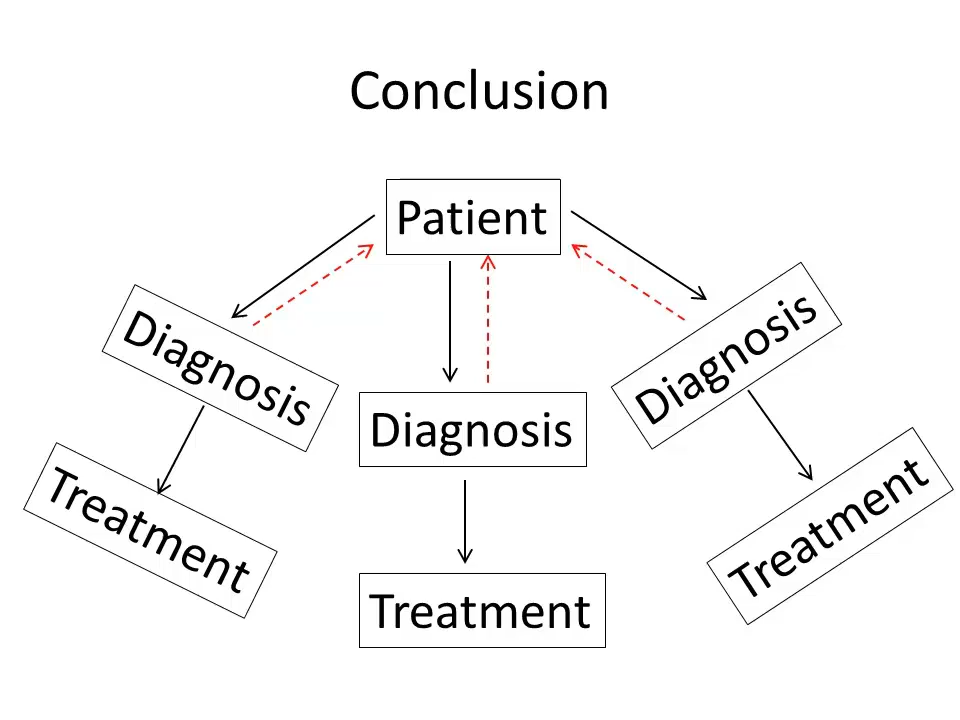 Conclusion
Patient
Diagnosis
Diagnosis
Diagnosis
Treatment
Treatment
Treatment